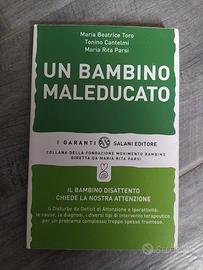 Maria Beatrice Toro
Tonino Cantelmi
Maria Rita Parsi
UN BAMBINO
MALEDUCATO
I GARANTI SALANI EDITORE
COLLANA DELLA FONDAZIONE MOVIMENTO BAMBINO
DIRETTA DA MARIA RITA PARSI
IL BAMBINO DISATTENTO
CHIEDE LA NOSTRA ATTENZIONE
Il Disturbo da Deficit di Attenzione e Iperattività:
le cause, la diagnosi, i diversi tipi di intervento terapeutico
per un problema complesso troppo spesso frainteso.
subito